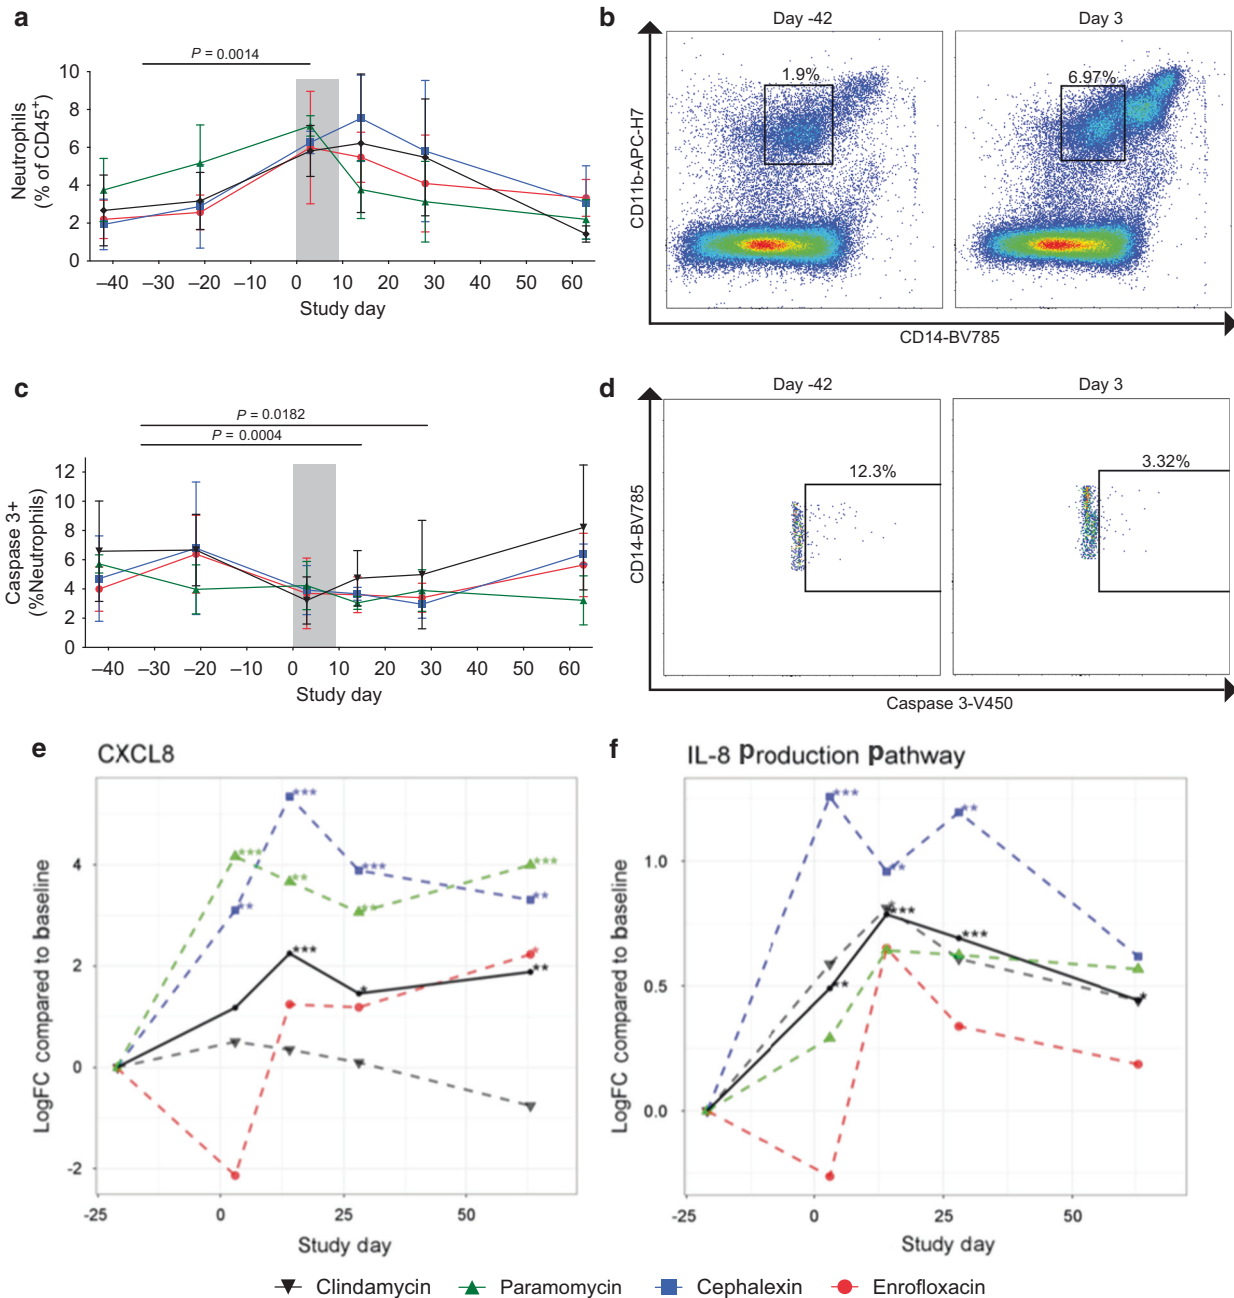 a
P = 0.0014
Neutrophils
(% of CD45+)
10
8
6
4
2
0
–40 –30 –20 –10 0 10 20 30 40 50 60
Study day
b
Day -42
Day 3
1.9%
6.97%
CD11b-APC-H7
CD14-BV785
c
P = 0.0182
P = 0.0004
Caspase 3+
(%Neutrophils)
12
10
8
6
4
2
0
–40 –30 –20 –10 0 10 20 30 40 50 60
Study day
d
Day -42
Day 3
12.3%
3.32%
CD14-BV785
Caspase 3-V450
e
CXCL8
LogFC compared to baseline
4
2
0
-2
*** ** *** ** *** ** *** ** *** * * **
-25 0 25 50
Study day
f
IL-8 Production Pathway
LogFC compared to baseline
1.0
0.5
0.0
*** ** ** * *** *** ** *
-25 0 25 50
Study day
Clindamycin Paramomycin Cephalexin Enrofloxacin